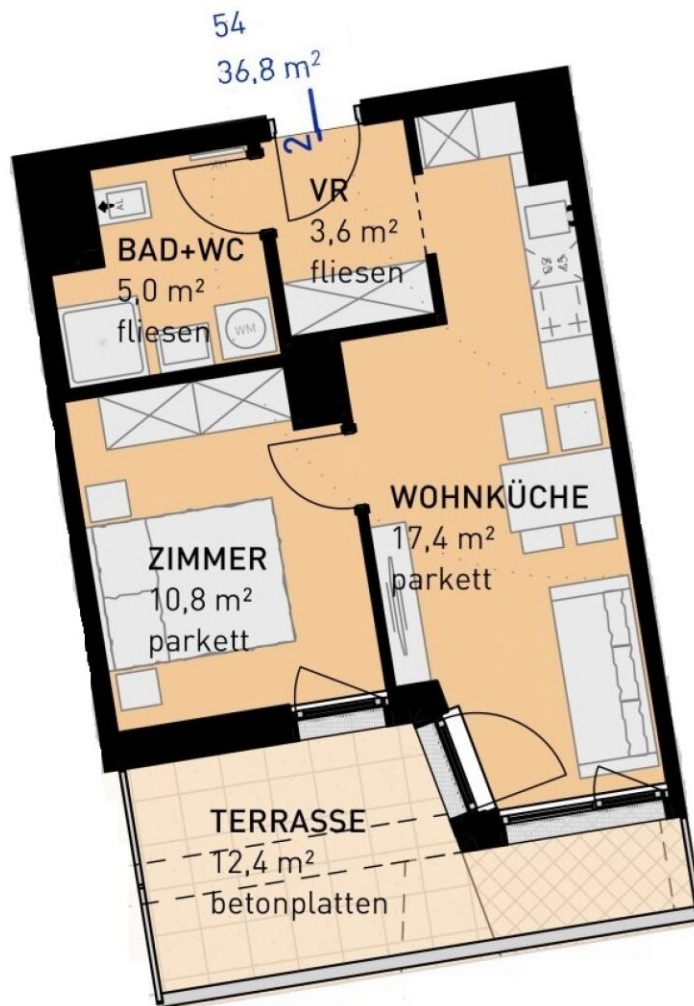 54
36,8 m²
2
VR
3,6 m²
fliesen
AL
BAD+WC
5,0 m²
fliesen
WM
WOHNKÜCHE
17,4 m²
parkett
ZIMMER
10,8 m²
parkett
TERRASSE
12,4 m²
betonplatten